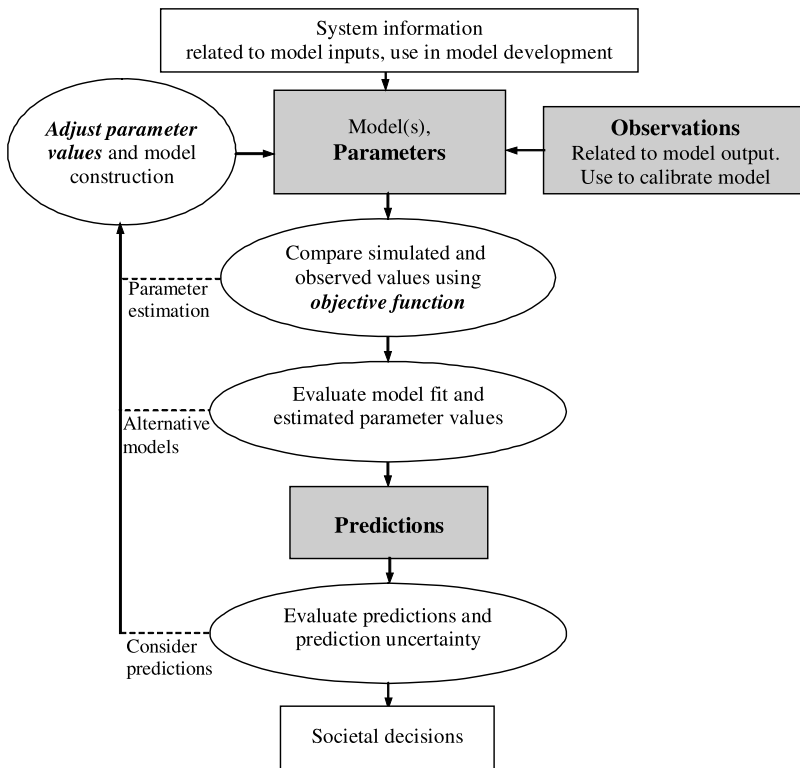 System information
related to model inputs, use in model development
Adjust parameter
values and model
construction
Model(s),
Parameters
Observations
Related to model output.
Use to calibrate model
Compare simulated and
observed values using
objective function
Parameter
estimation
Evaluate model fit and
estimated parameter values
Alternative
models
Predictions
Evaluate predictions and
prediction uncertainty
Consider
predictions
Societal decisions